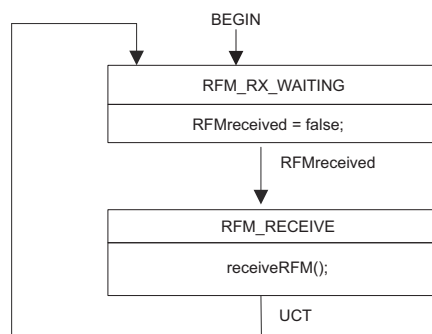 BEGIN
RFM_RX_WAITING
RFMreceived = false;
RFMreceived
RFM_RECEIVE
receiveRFM();
UCT